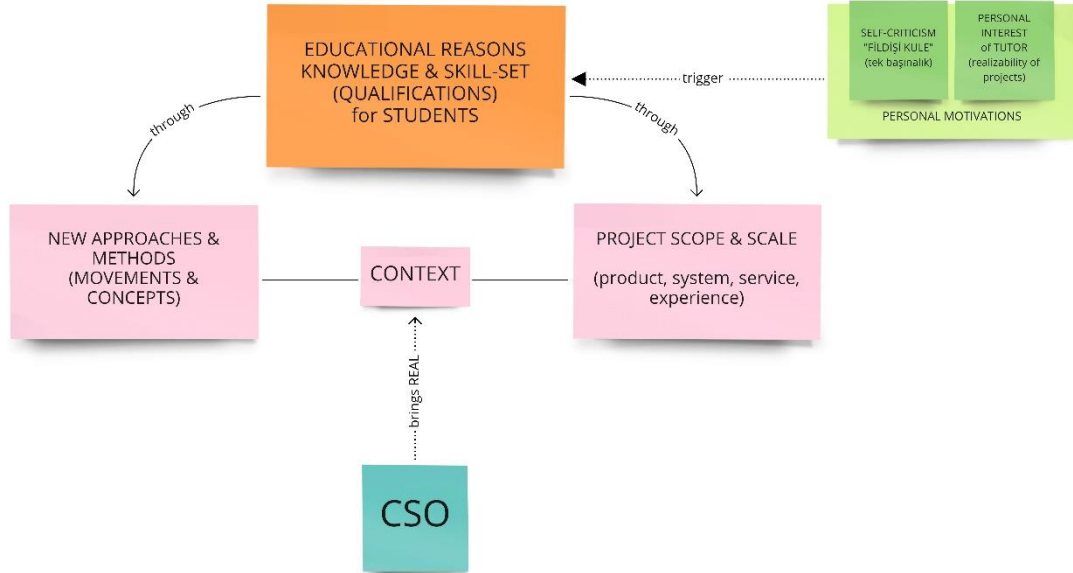 EDUCATIONAL REASONS
KNOWLEDGE & SKILL-SET
(QUALIFICATIONS)
for STUDENTS
trigger
SELF-CRITICISM
"FİLDİŞİ KULE"
(tek başınalık)
PERSONAL
INTEREST
of TUTOR
(realizability of
projects)
PERSONAL MOTIVATIONS
through
through
NEW APPROACHES &
METHODS
(MOVEMENTS &
CONCEPTS)
CONTEXT
PROJECT SCOPE & SCALE
(product, system, service,
experience)
brings REAL
CSO